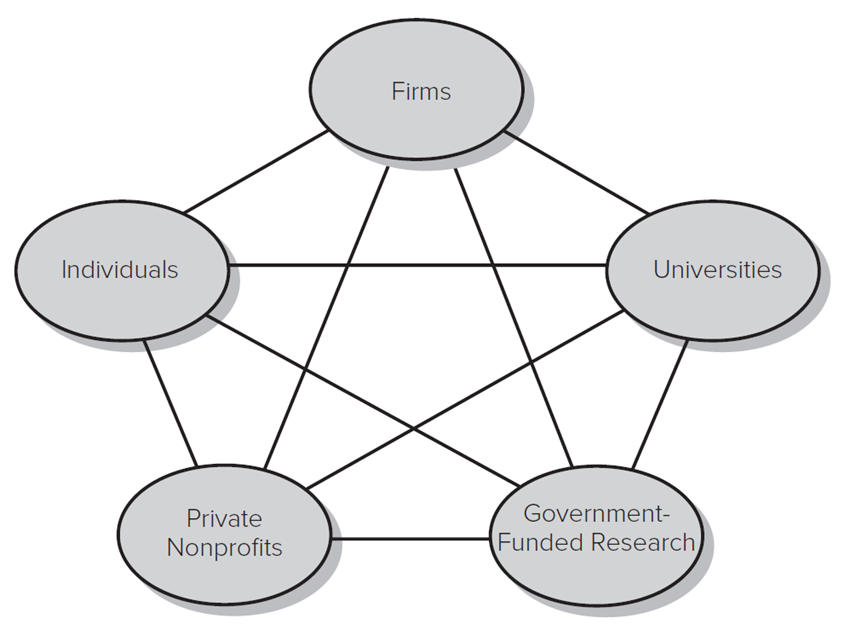 Firms
Individuals
Universities
Private
Nonprofits
Government-
Funded Research